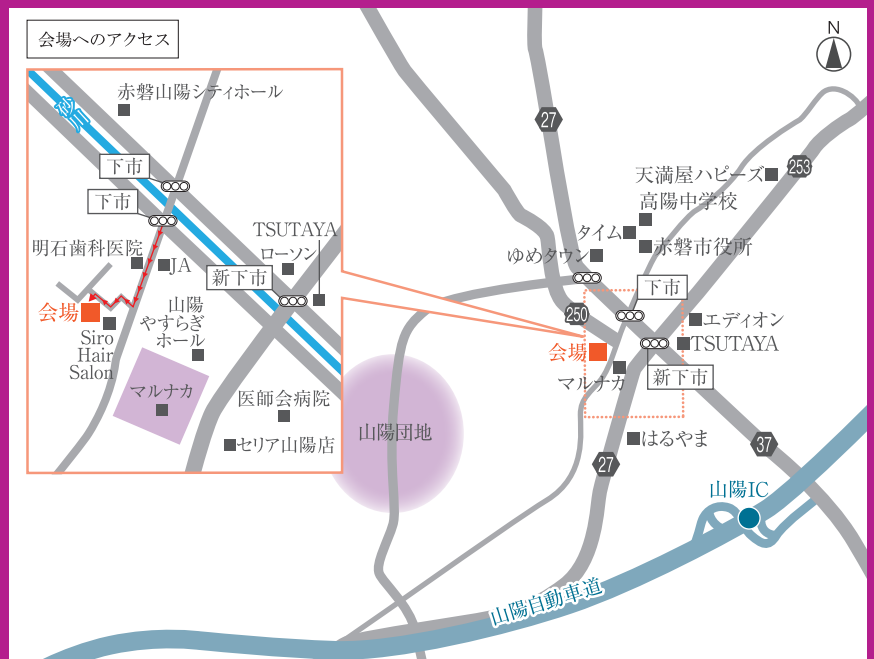 会場へのアクセス
N
赤磐山陽シティホール
砂川
下市
下市
TSUTAYA
ローソン
明石歯科医院
JA
新下市
会場
山陽
やすらぎ
ホール
Siro
Hair
Salon
マルナカ
医師会病院
セリア山陽店
27
253
天満屋ハピーズ
高陽中学校
タイム
赤磐市役所
ゆめタウン
下市
250
エディオン
会場
TSUTAYA
マルナカ
新下市
山陽団地
はるやま
37
27
山陽IC
山陽自動車道